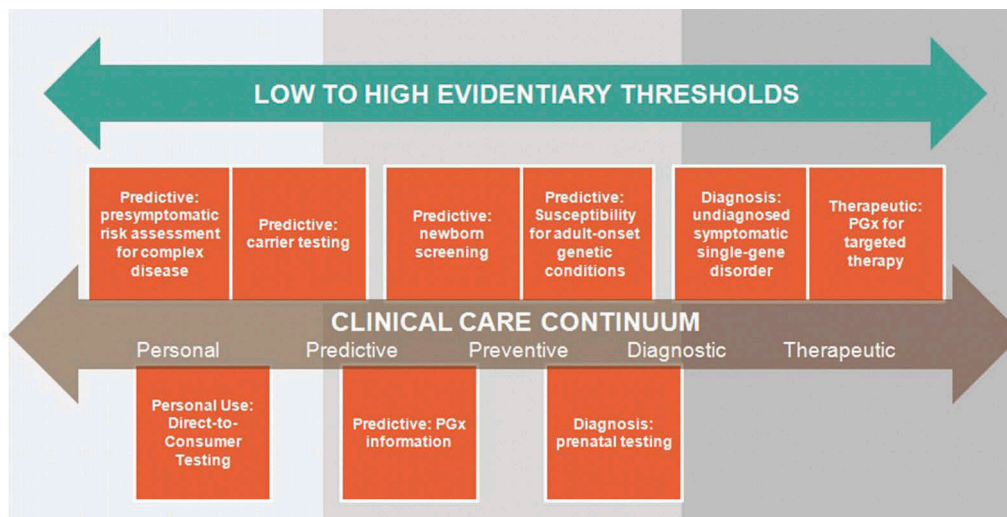 LOW TO HIGH EVIDENTIARY THRESHOLDS
Predictive:
presymptomatic
risk assessment
for complex
disease
Predictive:
carrier testing
Predictive:
newborn
screening
Predictive:
Susceptibility
for adult-onset
genetic
conditions
Diagnosis:
undiagnosed
symptomatic
single-gene
disorder
Therapeutic:
PGx for
targeted
therapy
CLINICAL CARE CONTINUUM
Personal
Predictive
Preventive
Diagnostic
Therapeutic
Personal Use:
Direct-to-
Consumer
Testing
Predictive: PGx
information
Diagnosis:
prenatal testing